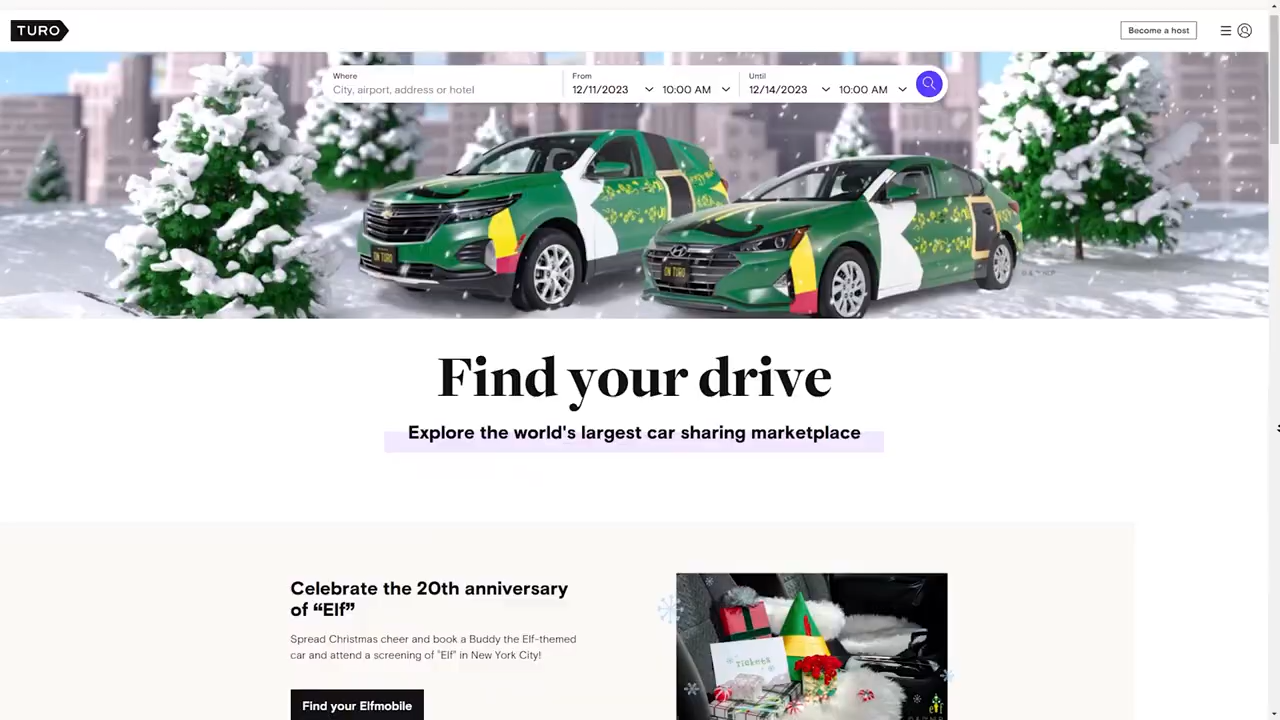 TURO
Become a host
Where
City, airport, address or hotel
From
12/11/2023
10:00 AM
Until
12/14/2023
10:00 AM
ON TURO
ON TURO
Find your drive
Explore the world's largest car sharing marketplace
Celebrate the 20th anniversary
of “Elf”
Spread Christmas cheer and book a Buddy the Elf-themed
car and attend a screening of "Elf" in New York City!
Find your Elfmobile
Tickets
elf